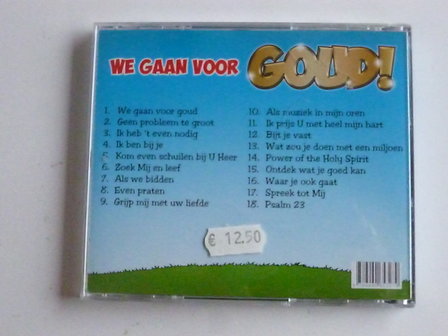 WE GAAN VOOR GOUD!
1. We gaan voor goud
2. Geen probleem te groot
3. Ik heb 't even nodig
4. Ik ben bij je
5. Kom even schuilen bij U Heer
6. Zoek Mij en leef
7. Als we bidden
8. Even praten
9. Grijp mij met uw liefde
10. Als muziek in mijn oren
11. Ik prijs U met heel mijn hart
12. Bijt je vast
13. Wat zou je doen met een miljoen
14. Power of the Holy Spirit
15. Ontdek wat je goed kan
16. Waar je ook gaat
17. Spreek tot Mij
18. Psalm 23
€ 12.50